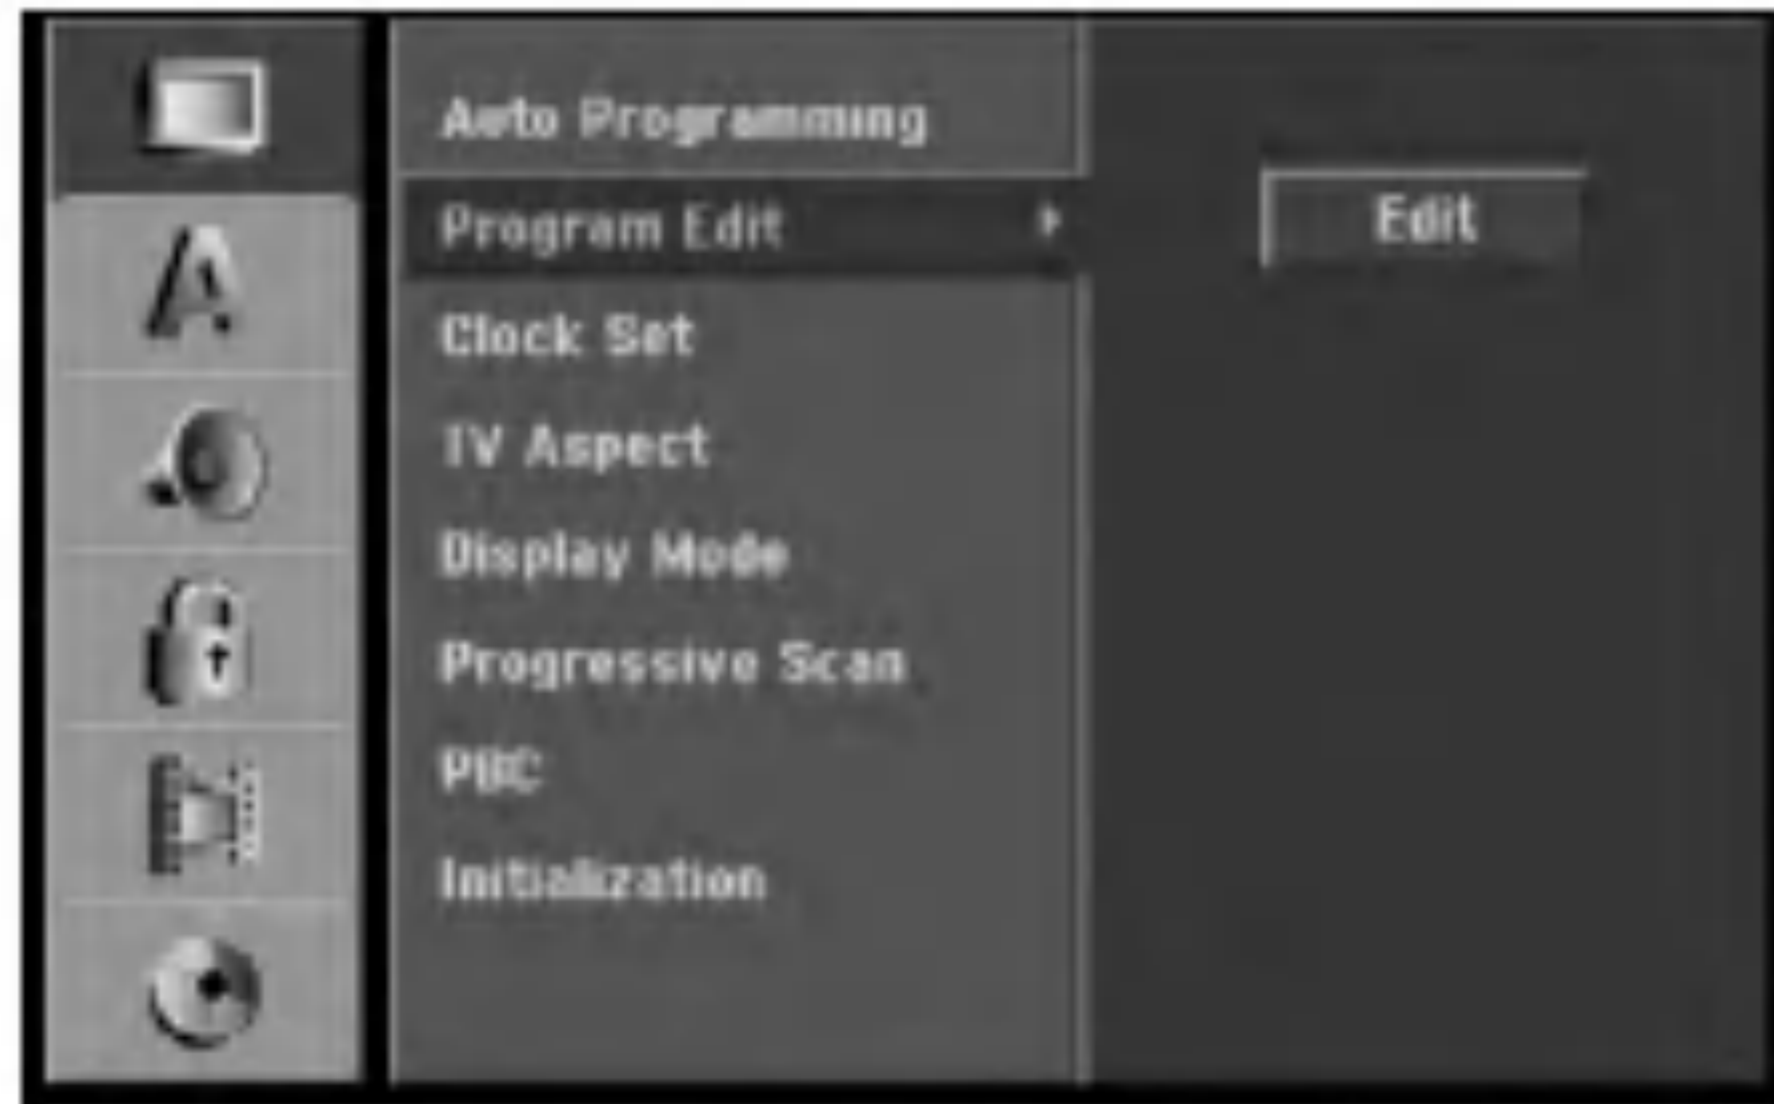 Auto Programming
Program Edit
Edit
Clock Set
TV Aspect
Display Mode
Progressive Scan
PBC
Initialization